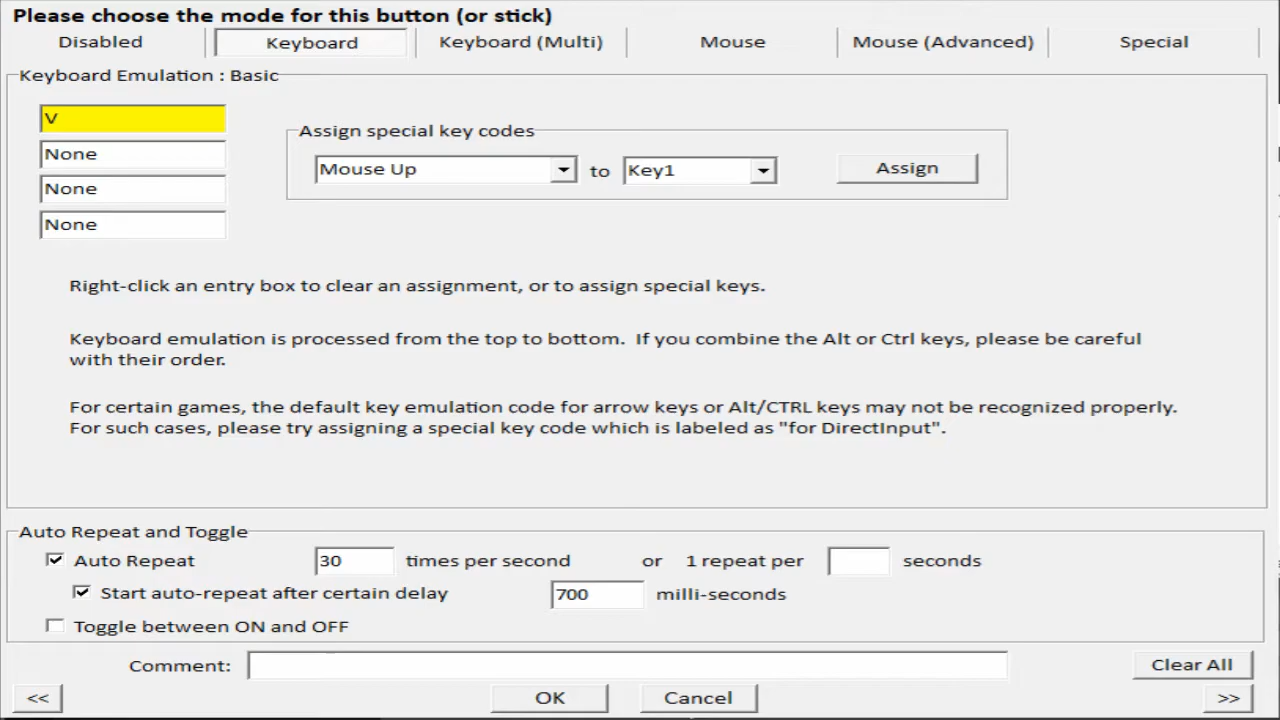 Please choose the mode for this button (or stick)
Disabled Keyboard Keyboard (Multi) Mouse Mouse (Advanced) Special
Keyboard Emulation : Basic
V
None
None
None
Assign special key codes
Mouse Up to Key1 Assign
Right-click an entry box to clear an assignment, or to assign special keys.
Keyboard emulation is processed from the top to bottom. If you combine the Alt or Ctrl keys, please be careful
with their order.
For certain games, the default key emulation code for arrow keys or Alt/CTRL keys may not be recognized properly.
For such cases, please try assigning a special key code which is labeled as "for DirectInput".
Auto Repeat and Toggle
Auto Repeat 30 times per second or 1 repeat per seconds
Start auto-repeat after certain delay 700 milli-seconds
Toggle between ON and OFF
Comment: Clear All
<< OK Cancel >>